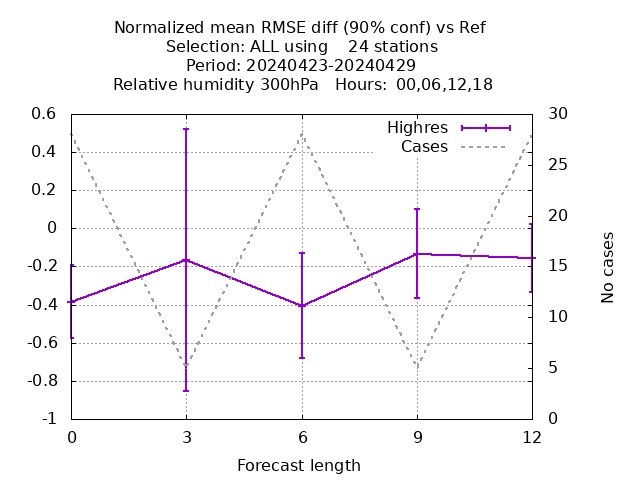 Normalized mean RMSE diff (90% conf) vs Ref
Selection: ALL using    24 stations
Period: 20240423-20240429
Relative humidity 300hPa   Hours: 00,06,12,18
Highres
Cases
0.6
0.4
0.2
0
-0.2
-0.4
-0.6
-0.8
-1
30
25
20
15
10
5
0
No cases
0
3
6
9
12
Forecast length